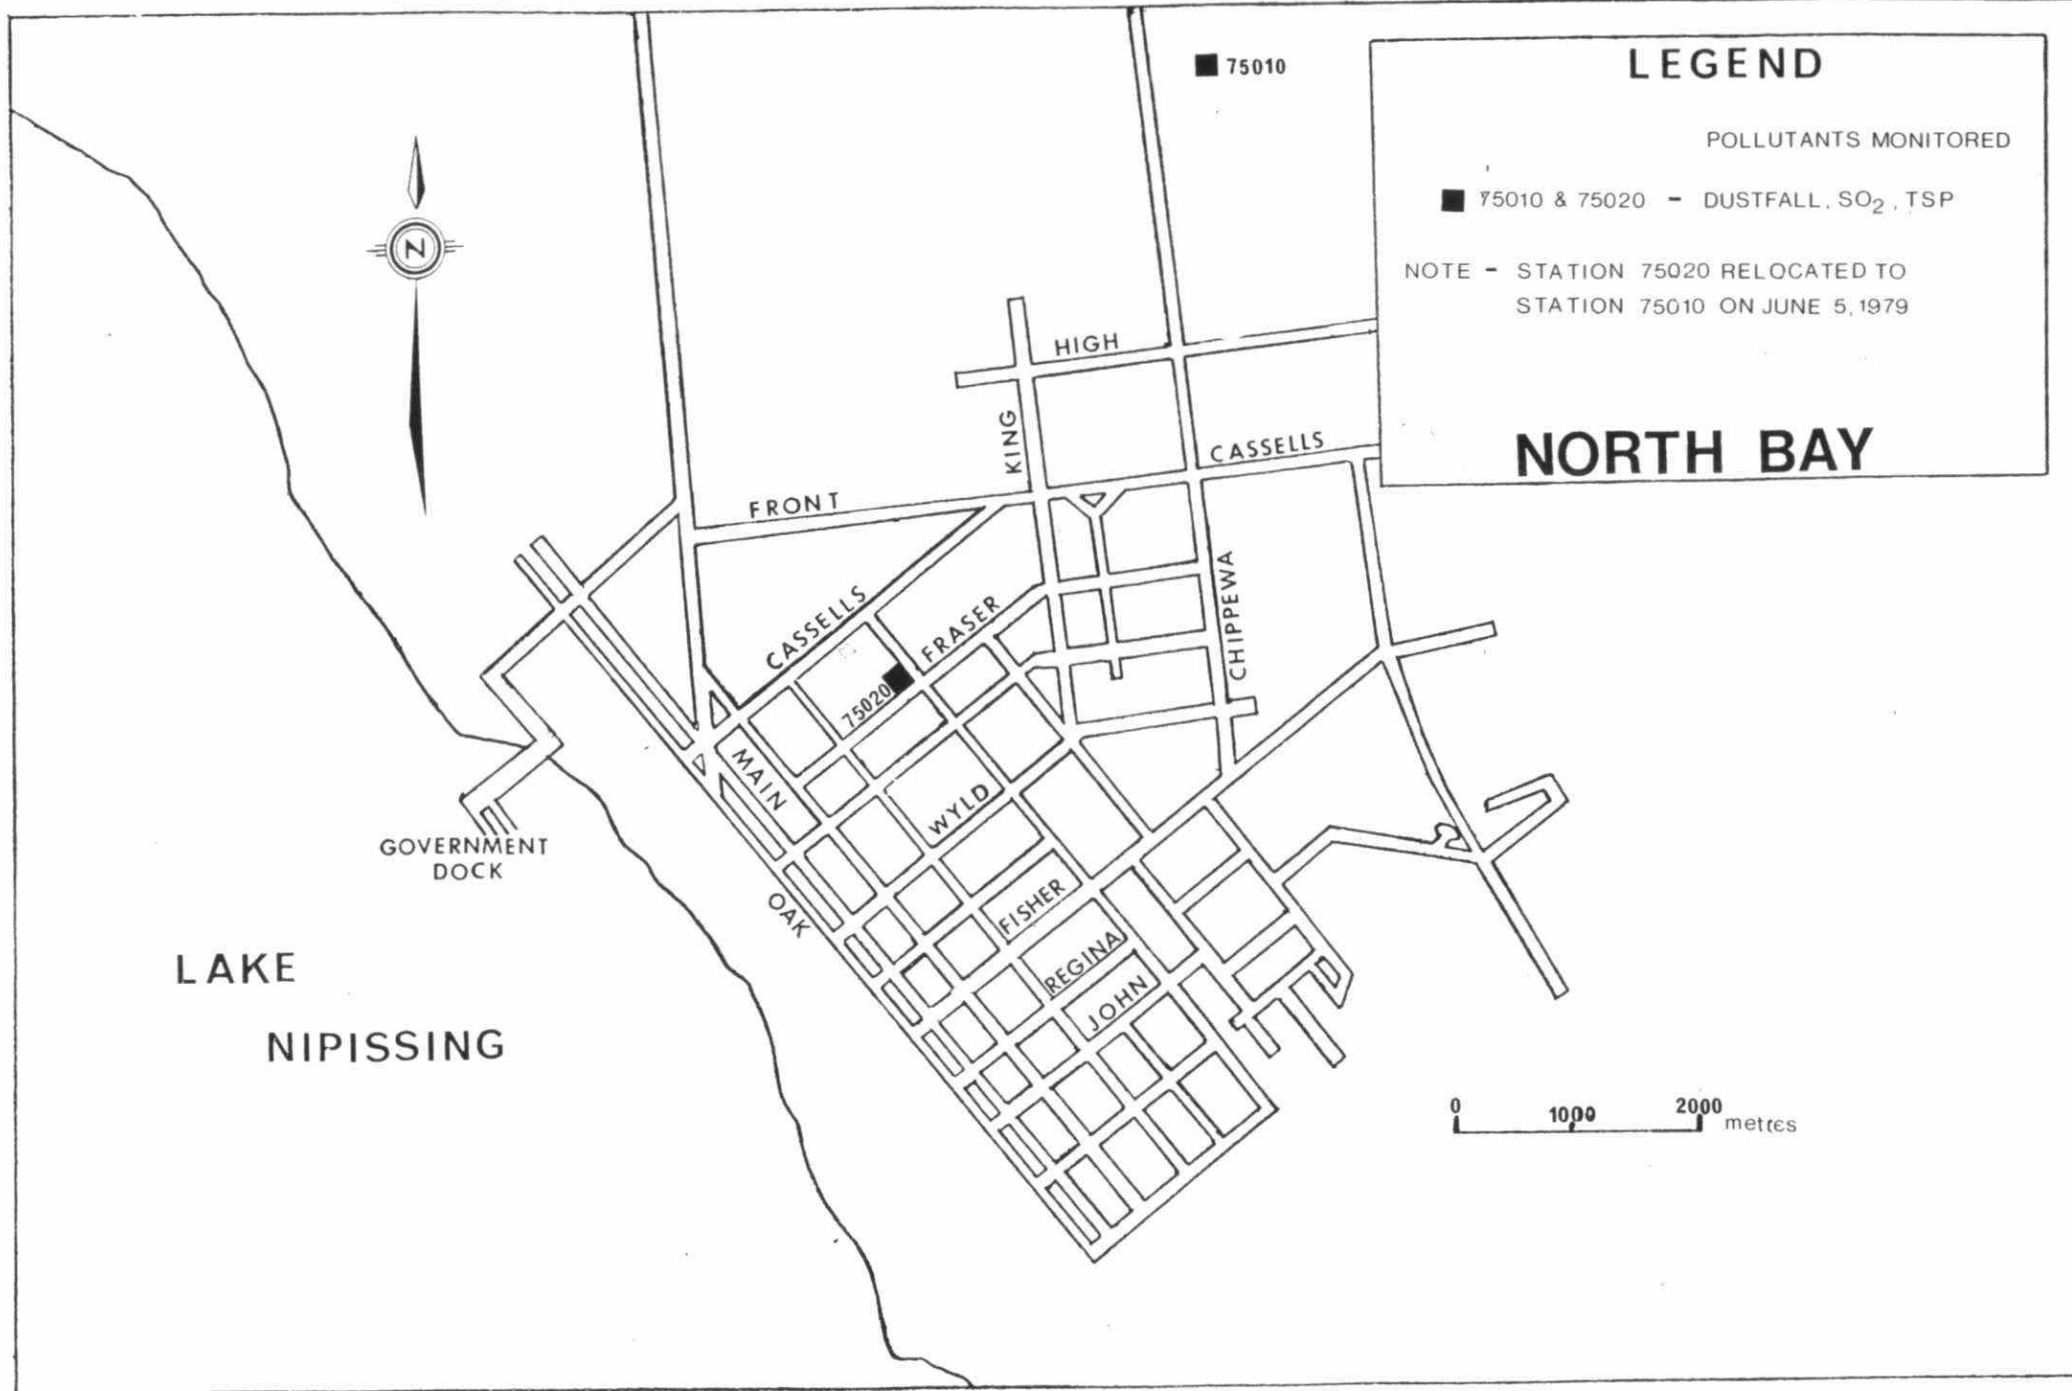 75010
LEGEND
POLLUTANTS MONITORED
75010 & 75020 - DUSTFALL, SO₂, TSP
NOTE - STATION 75020 RELOCATED TO
STATION 75010 ON JUNE 5, 1979
NORTH BAY
N
HIGH
KING
CASSELLS
FRONT
CHIPPEWA
CASSELLS
FRASER
75020
MAIN
WYLD
GOVERNMENT
DOCK
OAK
FISHER
REGINA
JOHN
LAKE
NIPISSING
0 1000 2000
metres